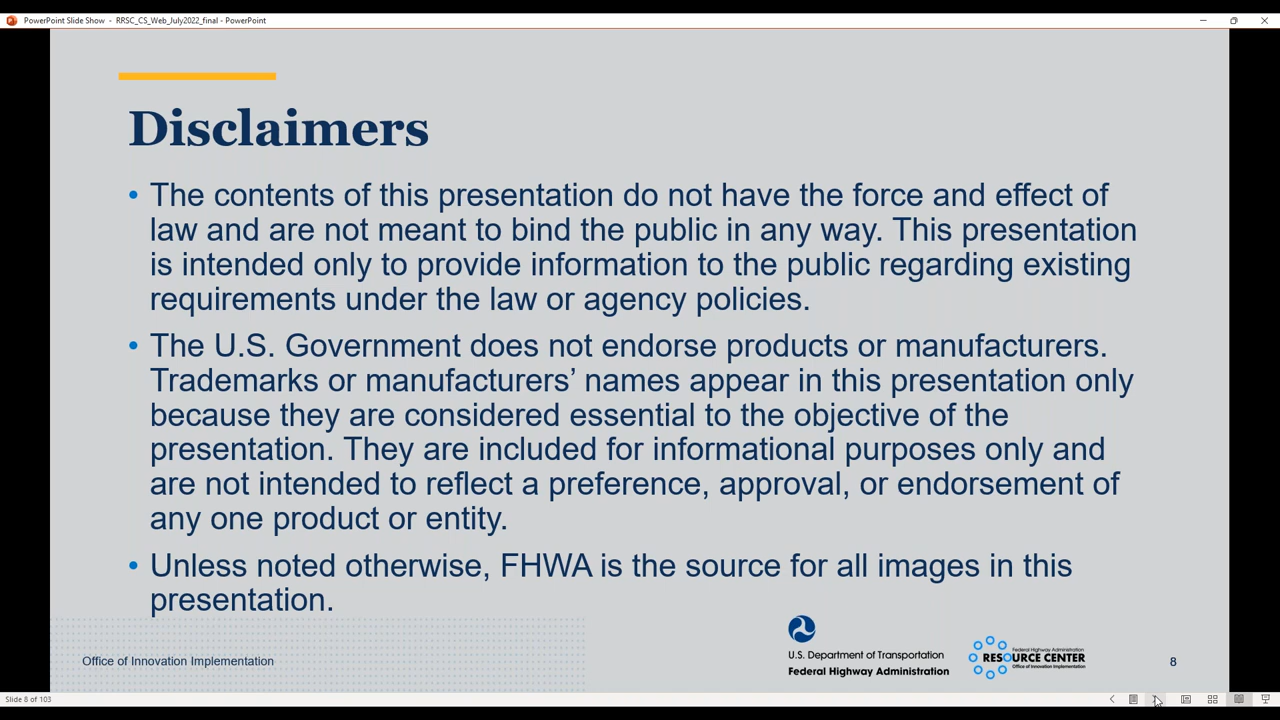 PowerPoint Slide Show - RRSC_CS_Web_July2022_final - PowerPoint
Disclaimers
• The contents of this presentation do not have the force and effect of
law and are not meant to bind the public in any way. This presentation
is intended only to provide information to the public regarding existing
requirements under the law or agency policies.
• The U.S. Government does not endorse products or manufacturers.
Trademarks or manufacturers’ names appear in this presentation only
because they are considered essential to the objective of the
presentation. They are included for informational purposes only and
are not intended to reflect a preference, approval, or endorsement of
any one product or entity.
• Unless noted otherwise, FHWA is the source for all images in this
presentation.
Office of Innovation Implementation
U.S. Department of Transportation
Federal Highway Administration
Federal Highway Administration
RESOURCE CENTER
Office of Innovation Implementation
8
Slide 8 of 103